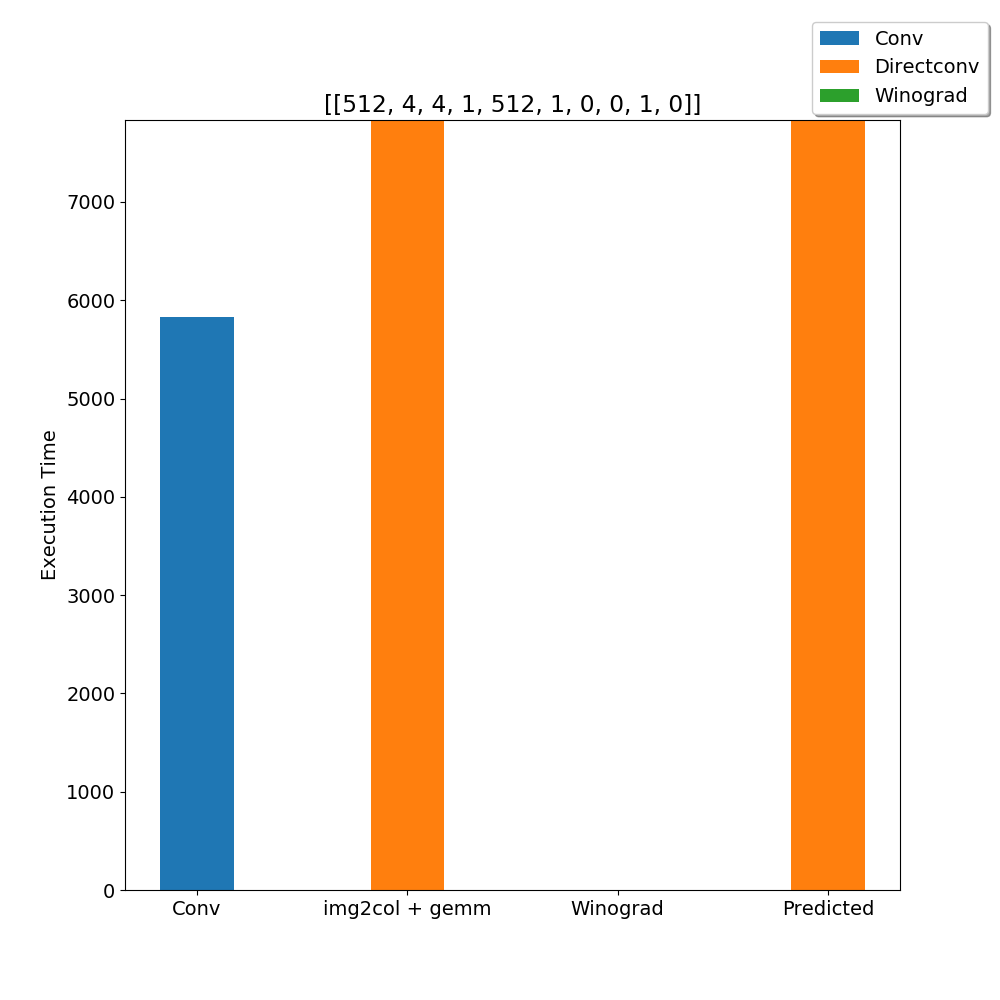 Conv
Directconv
Winograd
[[512, 4, 4, 1, 512, 1, 0, 0, 1, 0]]
7000
6000
5000
4000
3000
2000
1000
0
Execution Time
Conv img2col + gemm Winograd Predicted